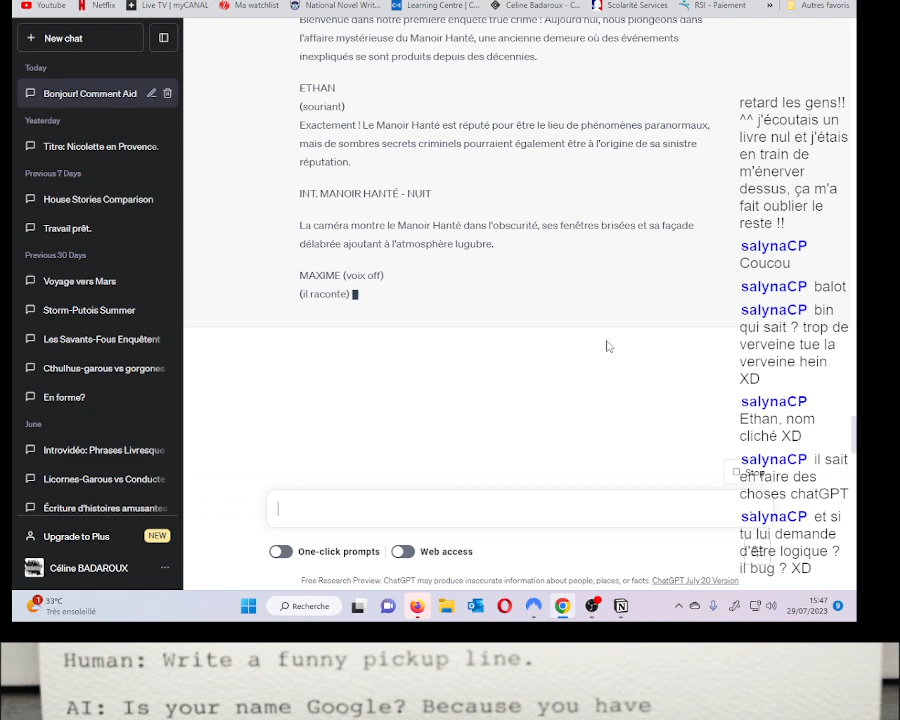 Youtube Netflix Live TV | myCANAL Ma watchlist National Novel Writ... Learning Centre | C... Celine Badaroux - C... Scolarité Services RSI - Paiement » Autres favoris
New chat
Today
Bonjour! Comment Aid
Yesterday
Titre: Nicolette en Provence.
Previous 7 Days
House Stories Comparison
Travail prêt.
Previous 30 Days
Voyage vers Mars
Storm-Putois Summer
Les Savants-Fous Enquêtent
Cthulhus-garous vs gorgones
En forme?
June
Introvidéo: Phrases Livresque
Licornes-Garous vs Conducte
Écriture d'histoires amusantes
Upgrade to Plus NEW
Céline BADAROUX ...
Bienvenue dans notre première enquête true crime ! Aujourd'hui, nous plongeons dans
l'affaire mystérieuse du Manoir Hanté, une ancienne demeure où des événements
inexpliqués se sont produits depuis des décennies.
ETHAN
(souriant)
Exactement ! Le Manoir Hanté est réputé pour être le lieu de phénomènes paranormaux,
mais de sombres secrets criminels pourraient également être à l'origine de sa sinistre
réputation.
INT. MANOIR HANTÉ - NUIT
La caméra montre le Manoir Hanté dans l'obscurité, ses fenêtres brisées et sa façade
délabrée ajoutant à l'atmosphère lugubre.
MAXIME (voix off)
(il raconte)
Stop
One-click prompts Web access
Free Research Preview. ChatGPT may produce inaccurate information about people, places, or facts. ChatGPT July 20 Version
retard les gens!!
^^ j'écoutais un
livre nul et j'étais
en train de
m'énerver
dessus, ça m'a
fait oublier le
reste !!
salynaCP
Coucou
salynaCP balot
salynaCP bin
qui sait ? trop de
verveine tue la
verveine hein
XD
salynaCP
Ethan, nom
cliché XD
salynaCP il sait
en faire des
choses chatGPT
salynaCP et si
tu lui demande
d'être logique ?
il bug ? XD
1
33°C
Très ensoleillé
Recherche
15:47
29/07/2023
9
Human: Write a funny pickup line.
AI: Is your name Google? Because you have